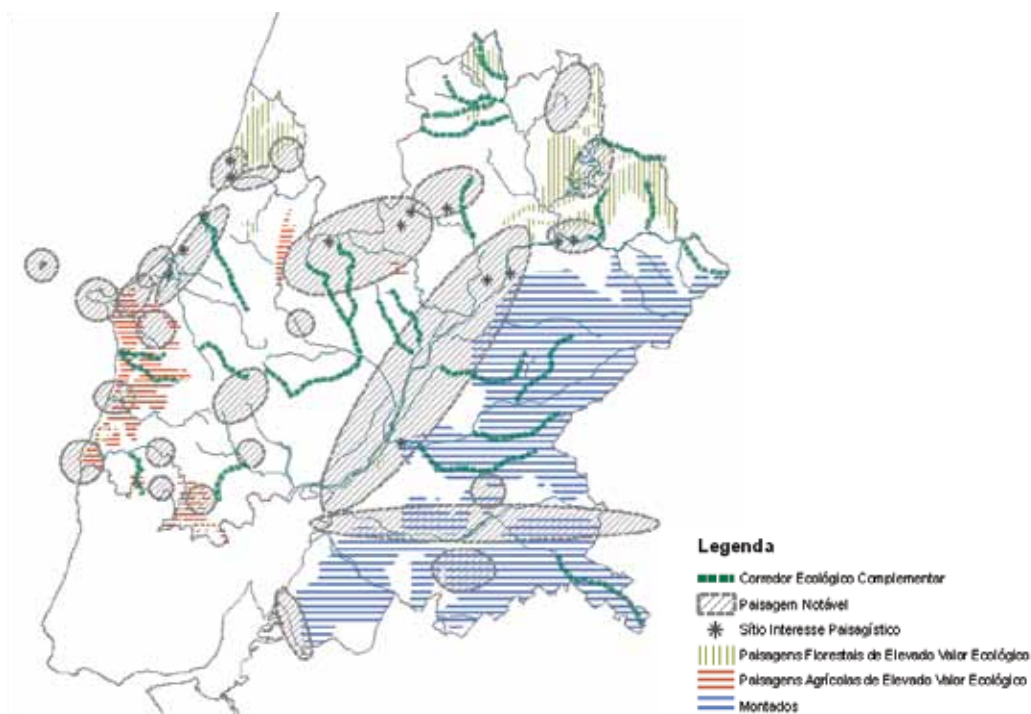 Legenda
Corredor Ecológico Complementar
Paisagem Notável
Sítio Interesse Paisagístico
Paisagens Florestais de Elevado Valor Ecológico
Paisagens Agrícolas de Elevado Valor Ecológico
Montados